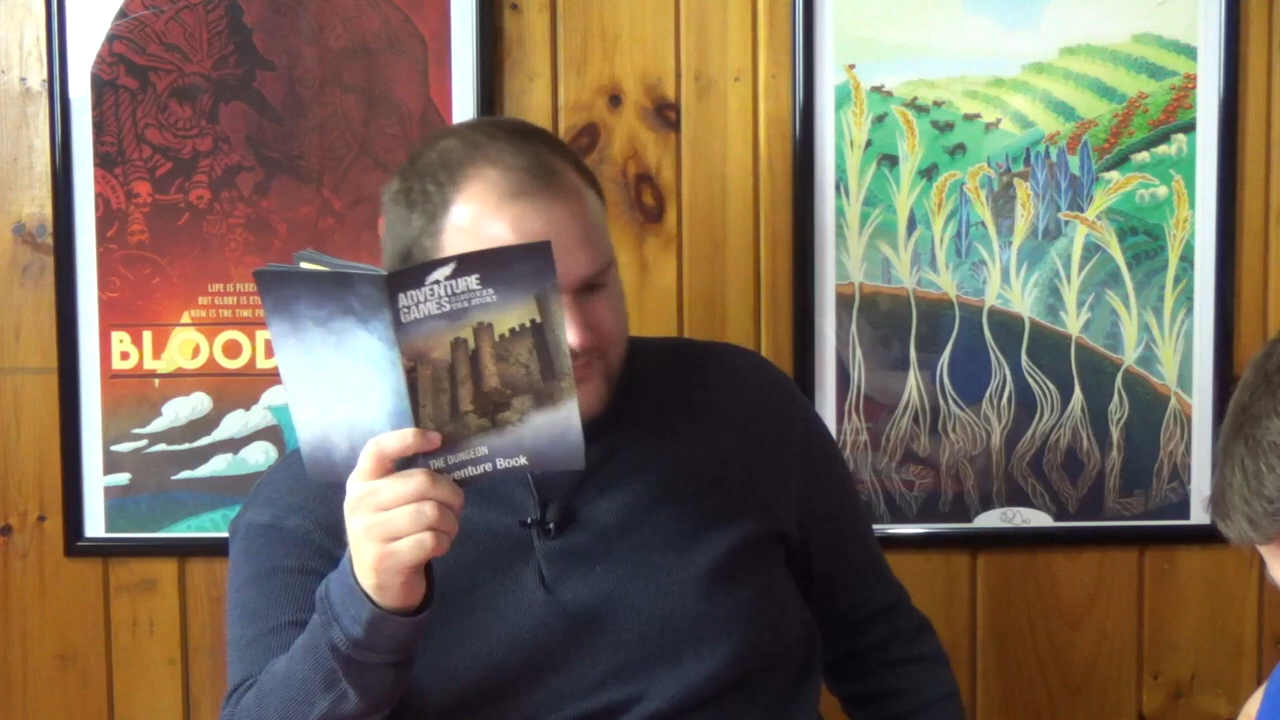 LIFE IS FLEE
BUT GLORY IS ET
NOW IS THE TIME FO
BLOOD
ADVENTURE
GAMES
DISCOVER
THE STORY
THE DUNGEON
venture Book